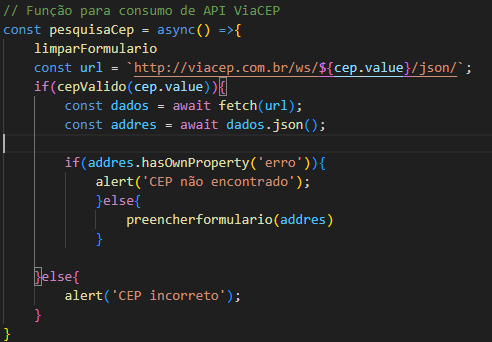 // Função para consumo de API ViaCEP
const pesquisaCep = async() =>{
    limparFormulario
    const url = `http://viacep.com.br/ws/${cep.value}/json/`;
    if(cepValido(cep.value)){
        const dados = await fetch(url);
        const addres = await dados.json();

        if(addres.hasOwnProperty('erro')){
            alert('CEP não encontrado');
            }else{
                preencherformulario(addres)
            }

    }else{
        alert('CEP incorreto');
    }
}